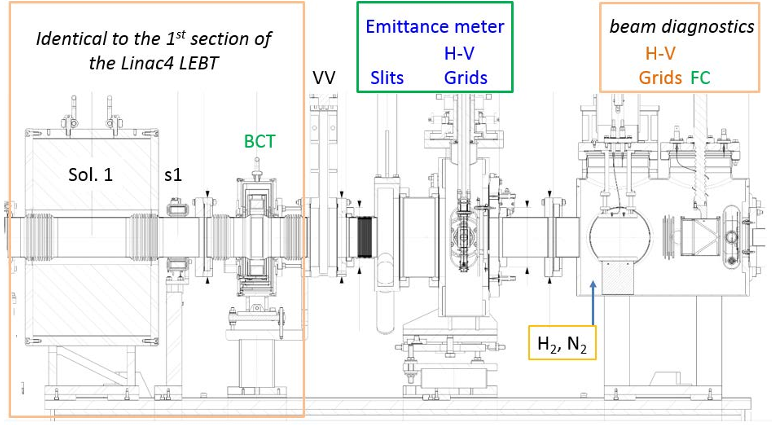 Identical to the 1st section of
the Linac4 LEBT
Emittance meter
H-V
Slits Grids
beam diagnostics
H-V
Grids FC
VV
BCT
Sol. 1
s1
H2, N2